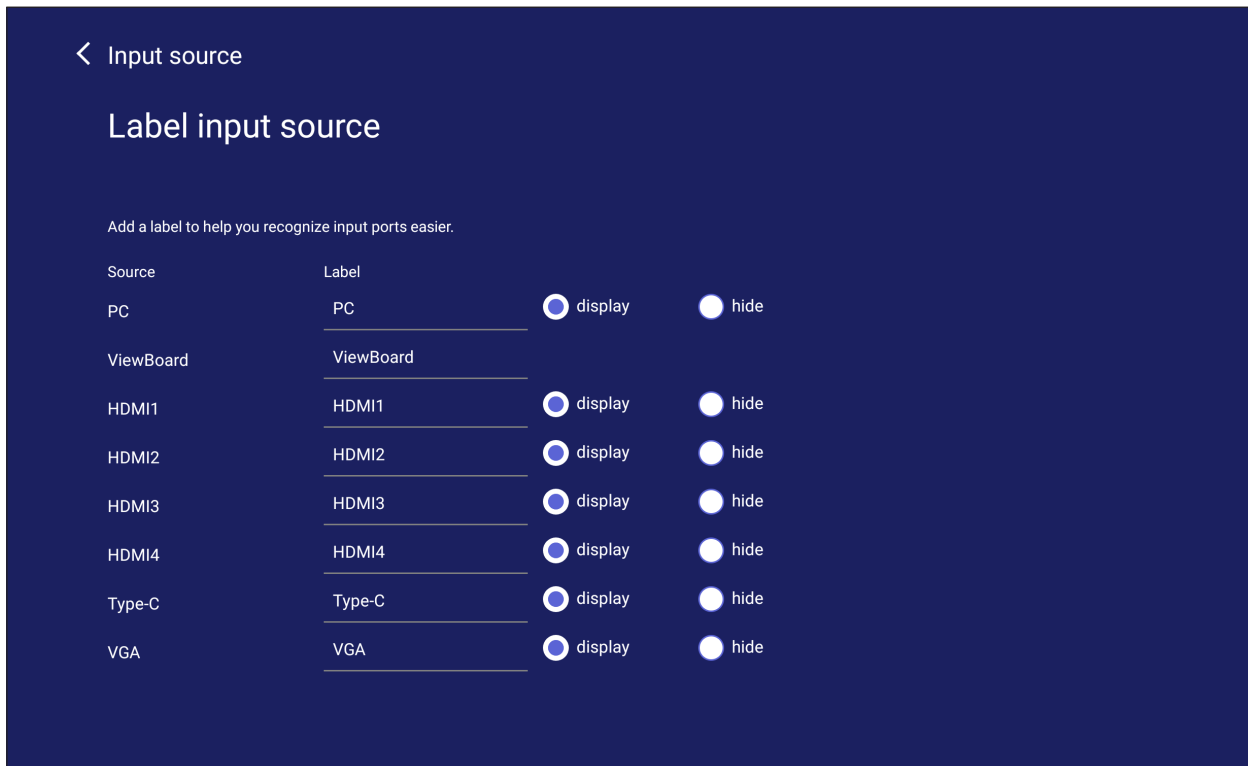 Input source
Label input source
Add a label to help you recognize input ports easier.
Source Label
PC PC display hide
ViewBoard ViewBoard
HDMI1 HDMI1 display hide
HDMI2 HDMI2 display hide
HDMI3 HDMI3 display hide
HDMI4 HDMI4 display hide
Type-C Type-C display hide
VGA VGA display hide